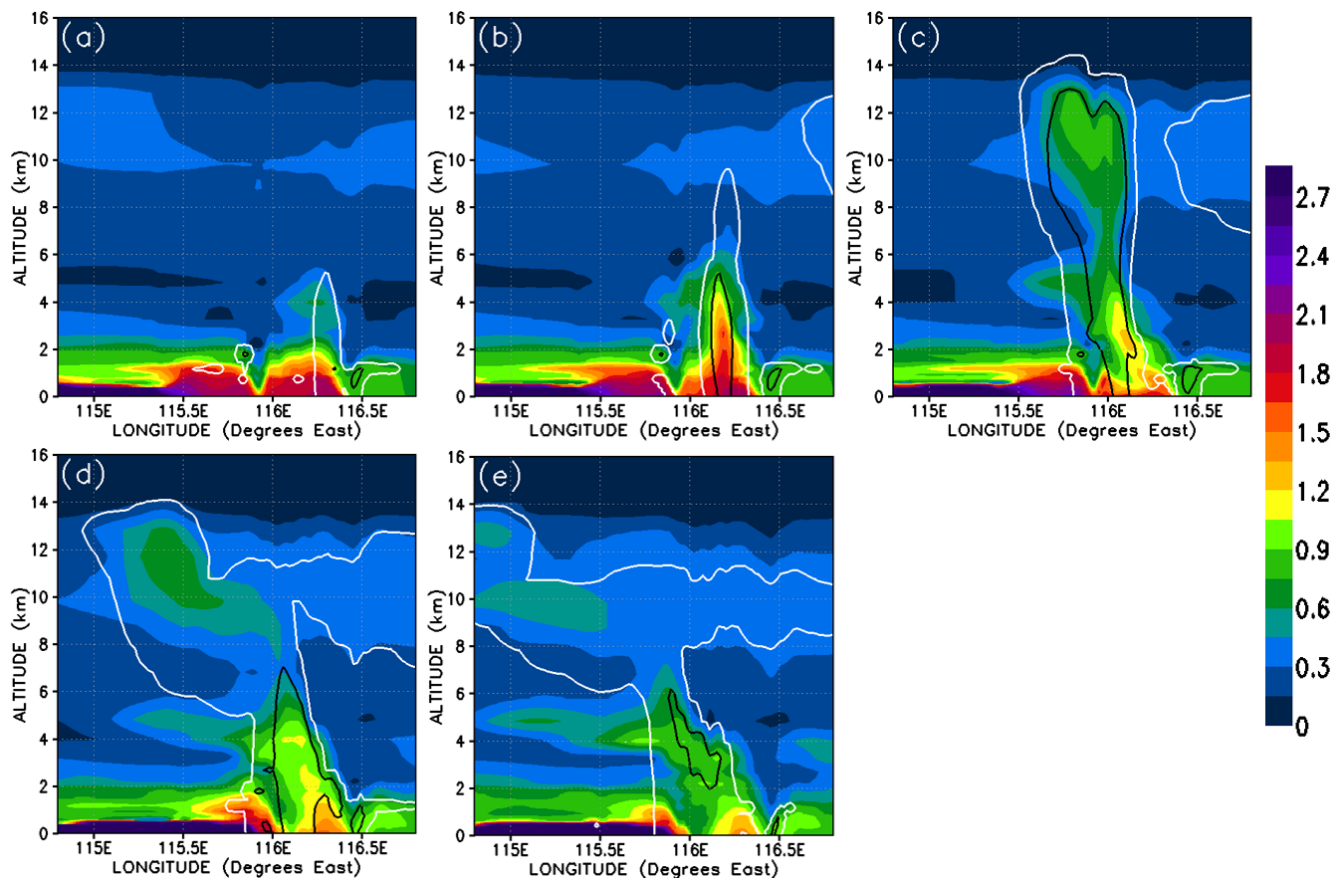 (a)
16
14
12
10
8
6
4
2
0
ALTITUDE (km)
115E
115.5E
116E
116.5E
LONGITUDE (Degrees East)
(b)
16
14
12
10
8
6
4
2
0
ALTITUDE (km)
115E
115.5E
116E
116.5E
LONGITUDE (Degrees East)
(c)
16
14
12
10
8
6
4
2
0
ALTITUDE (km)
115E
115.5E
116E
116.5E
LONGITUDE (Degrees East)
2.7
2.4
2.1
1.8
1.5
1.2
0.9
0.6
0.3
0
(d)
16
14
12
10
8
6
4
2
0
ALTITUDE (km)
115E
115.5E
116E
116.5E
LONGITUDE (Degrees East)
(e)
16
14
12
10
8
6
4
2
0
ALTITUDE (km)
115E
115.5E
116E
116.5E
LONGITUDE (Degrees East)